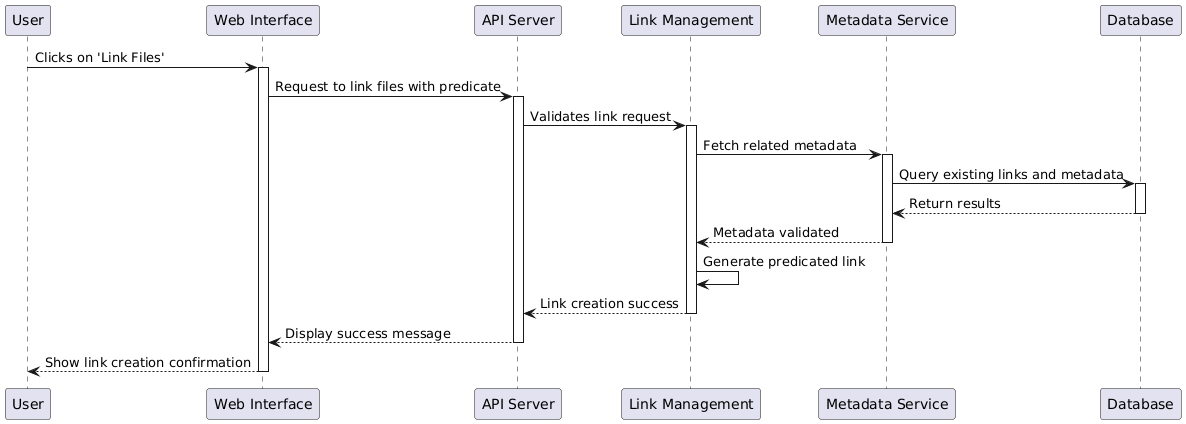 User Web Interface API Server Link Management Metadata Service Database
Clicks on 'Link Files'
Request to link files with predicate
Validates link request
Fetch related metadata
Query existing links and metadata
Return results
Metadata validated
Generate predicated link
Link creation success
Display success message
Show link creation confirmation
User Web Interface API Server Link Management Metadata Service Database